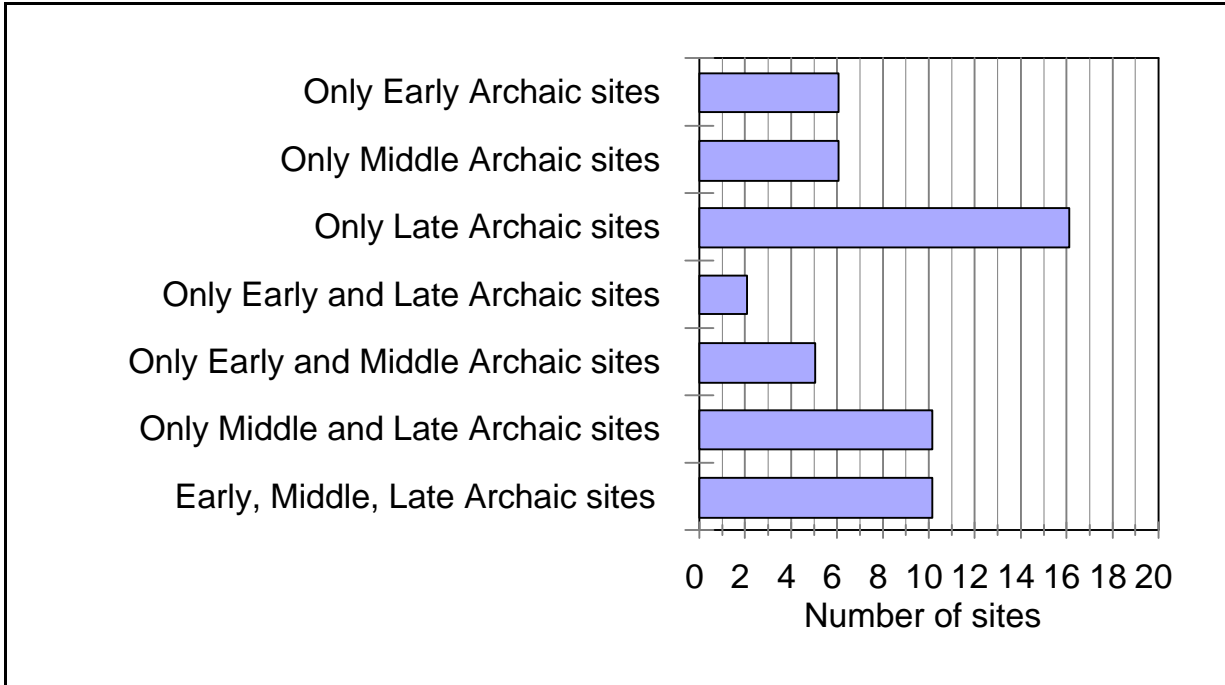 Only Early Archaic sites
Only Middle Archaic sites
Only Late Archaic sites
Only Early and Late Archaic sites
Only Early and Middle Archaic sites
Only Middle and Late Archaic sites
Early, Middle, Late Archaic sites
0 2 4 6 8 10 12 14 16 18 20
Number of sites